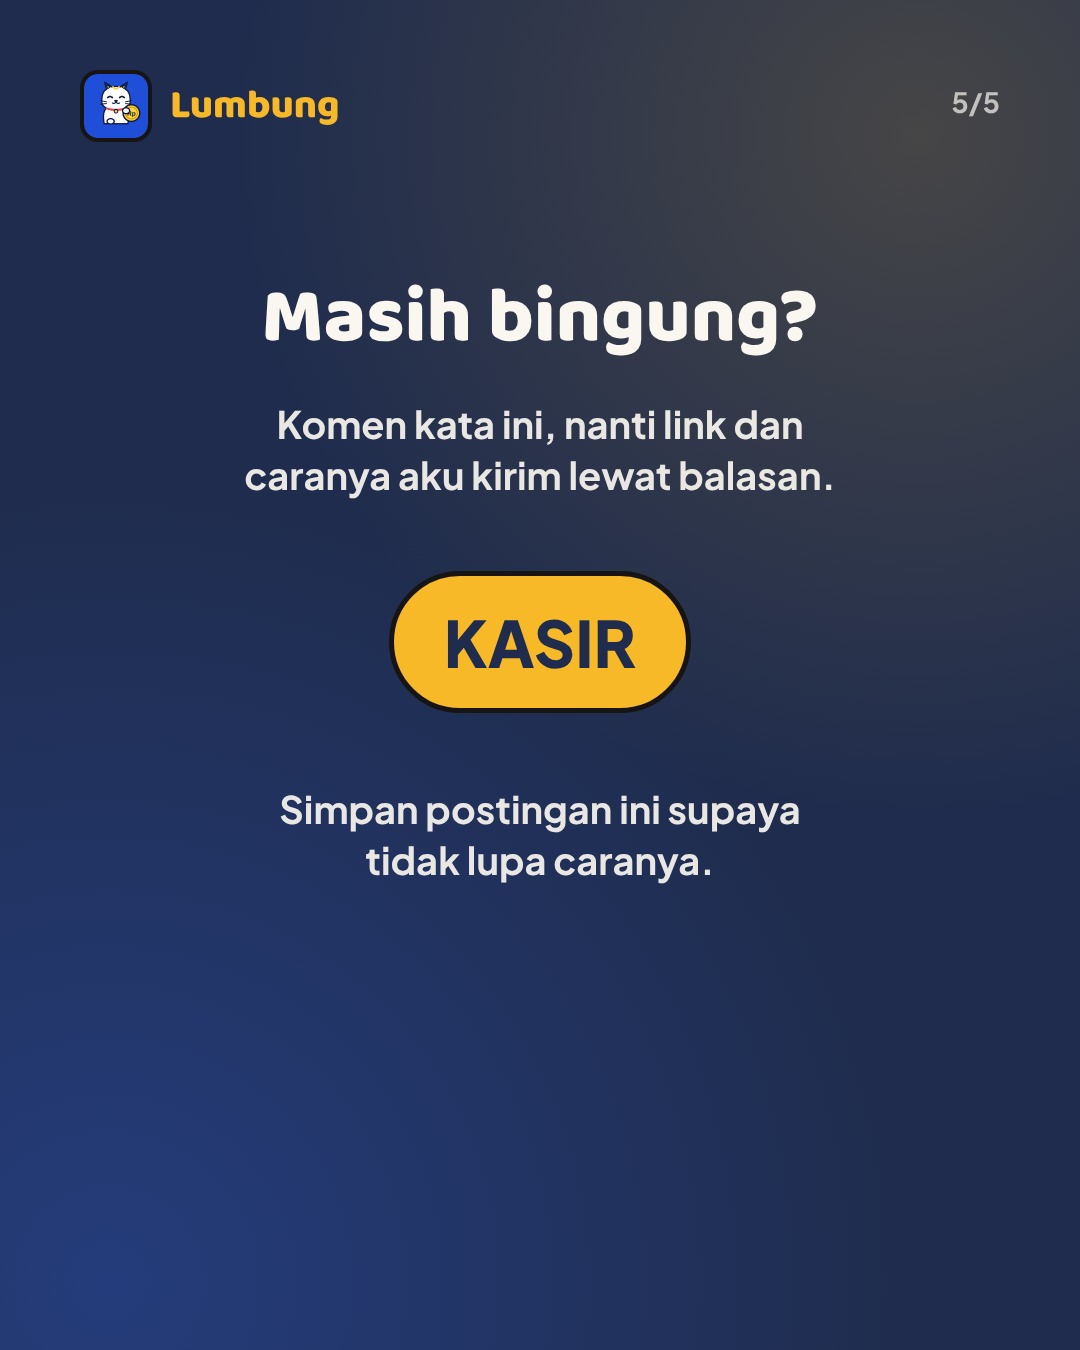 Lumbung
5/5
Masih bingung?
Komen kata ini, nanti link dan
caranya aku kirim lewat balasan.
KASIR
Simpan postingan ini supaya
tidak lupa caranya.